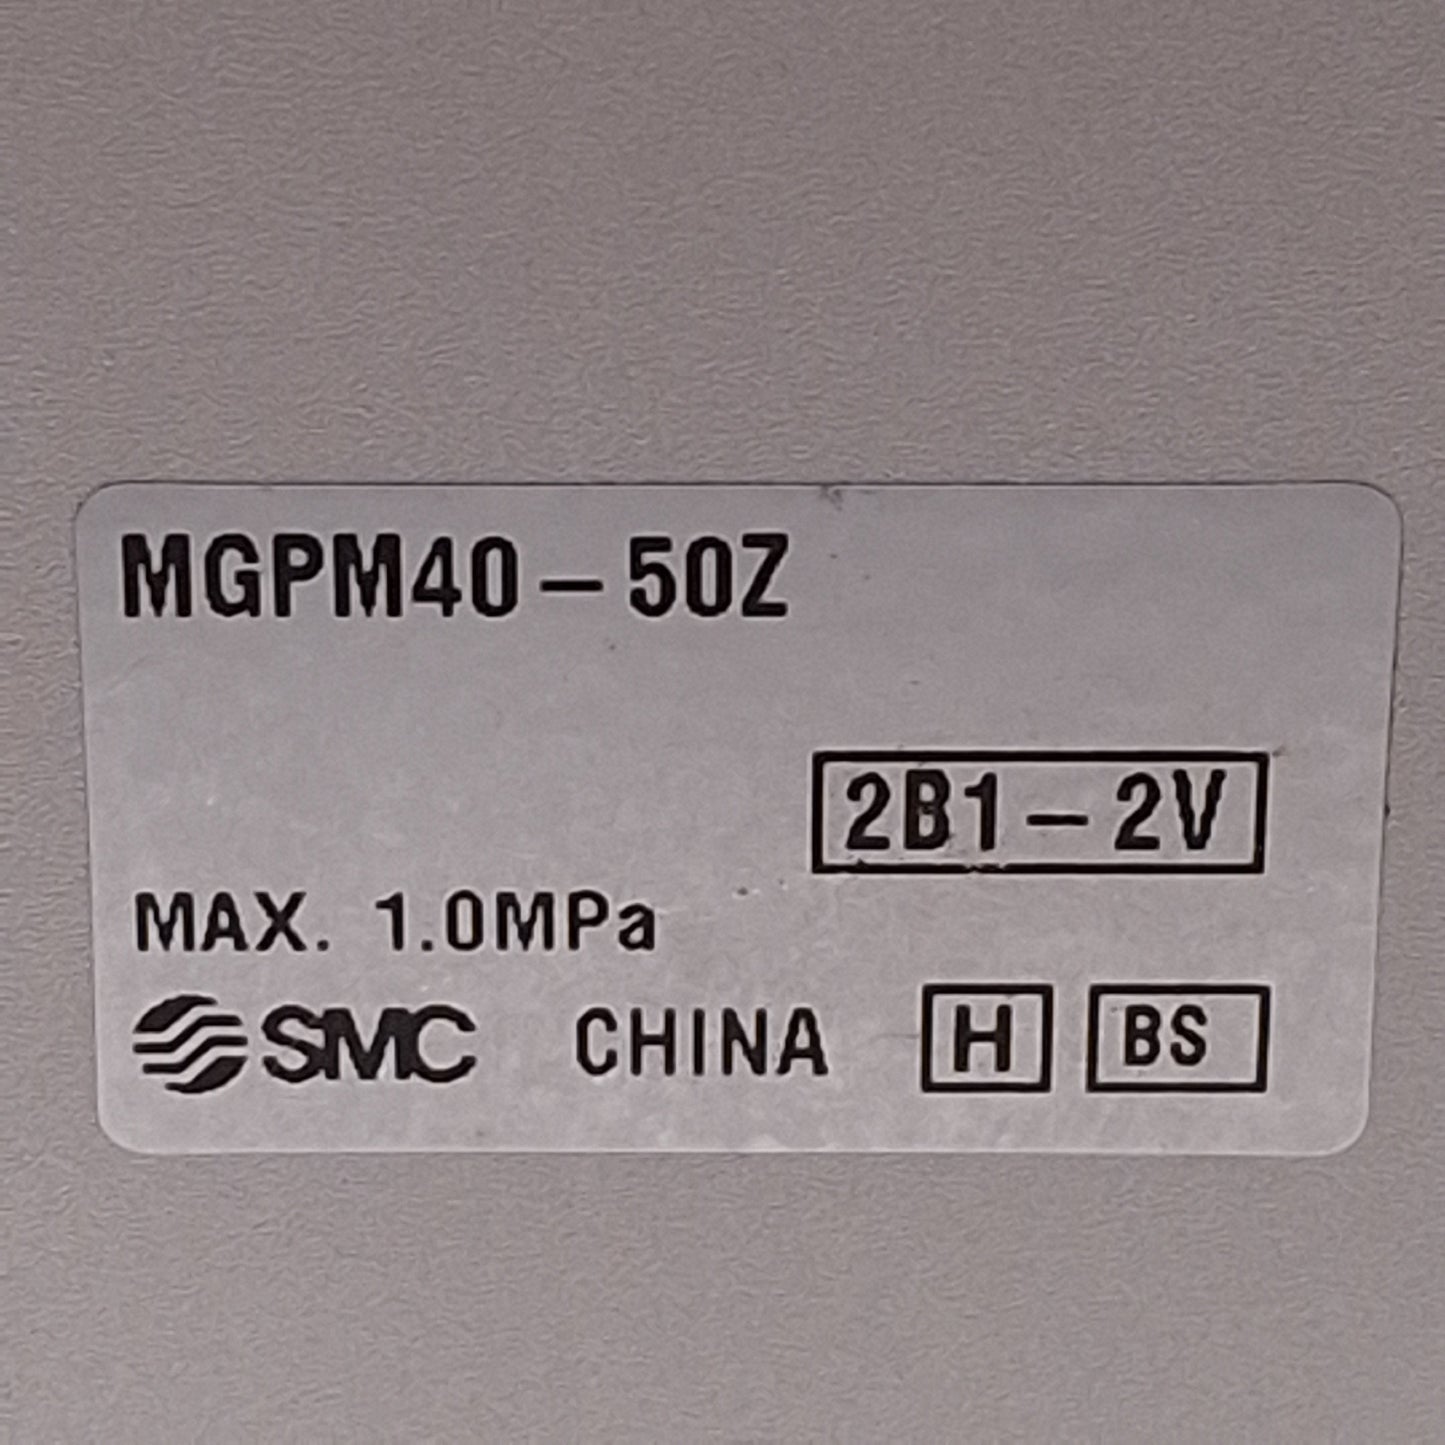 MGPM40-50Z
2B1-2V
MAX. 1.0MPa
SMC CHINA H BS